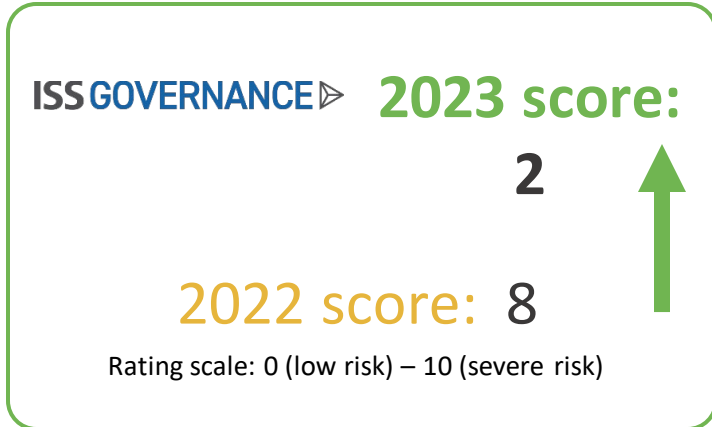 ISS GOVERNANCE
2023 score:
2
2022 score: 8
Rating scale: 0 (low risk) – 10 (severe risk)